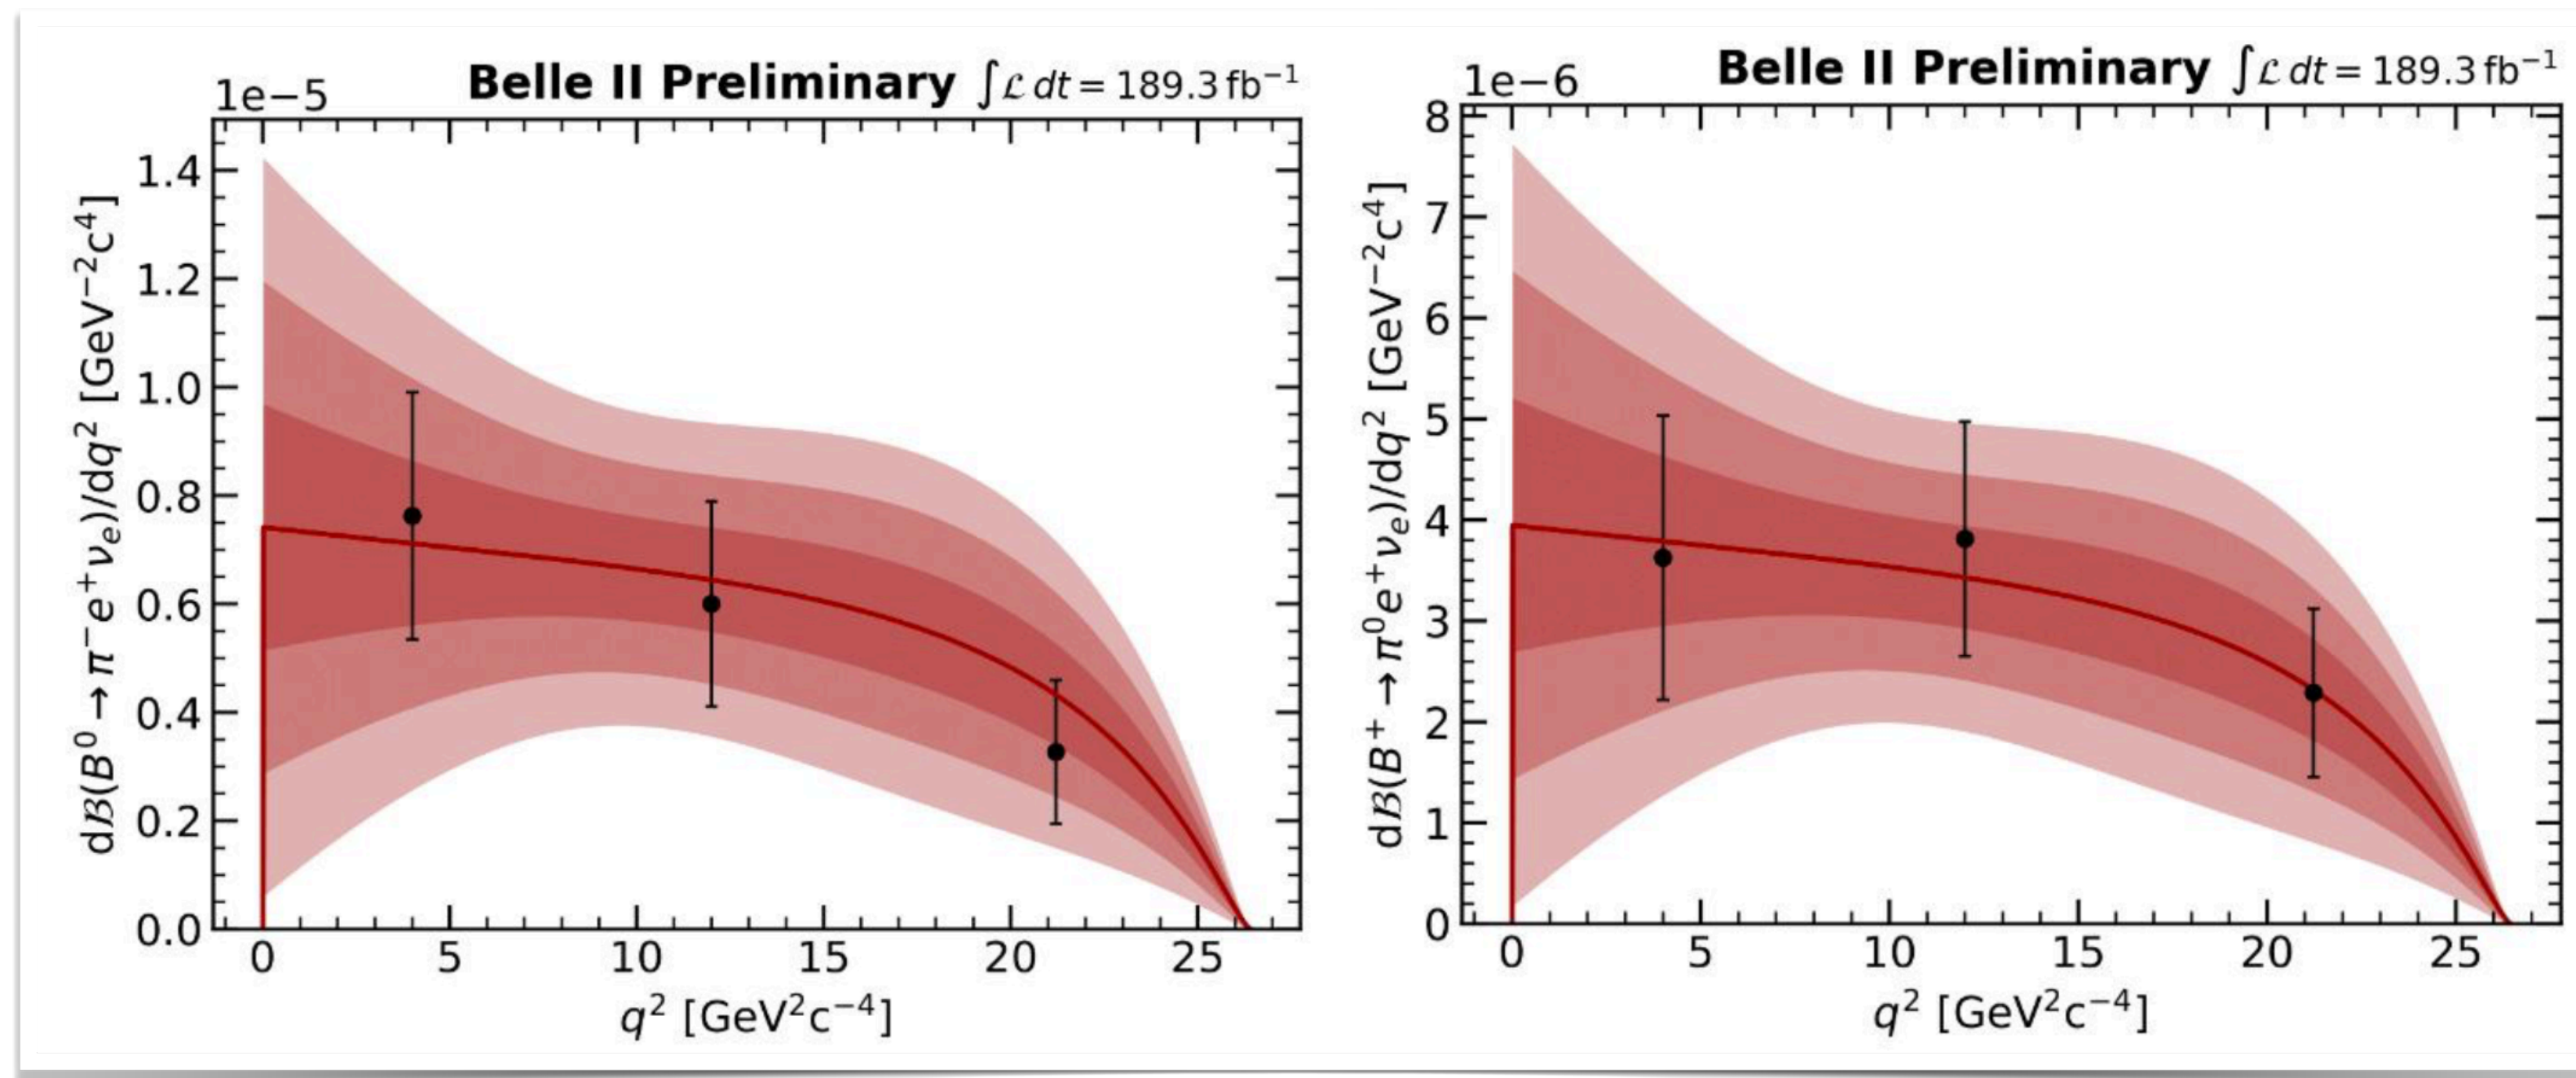 Belle II Preliminary ∫ℒ dt = 189.3 fb⁻¹
1e−5
dℬ(B⁰→π⁻e⁺νₑ)/dq² [GeV⁻²c⁴]
1.4
1.2
1.0
0.8
0.6
0.4
0.2
0.0
0 5 10 15 20 25
q² [GeV²c⁻⁴]
Belle II Preliminary ∫ℒ dt = 189.3 fb⁻¹
1e−6
dℬ(B⁺→π⁰e⁺νₑ)/dq² [GeV⁻²c⁴]
8
7
6
5
4
3
2
1
0
0 5 10 15 20 25
q² [GeV²c⁻⁴]